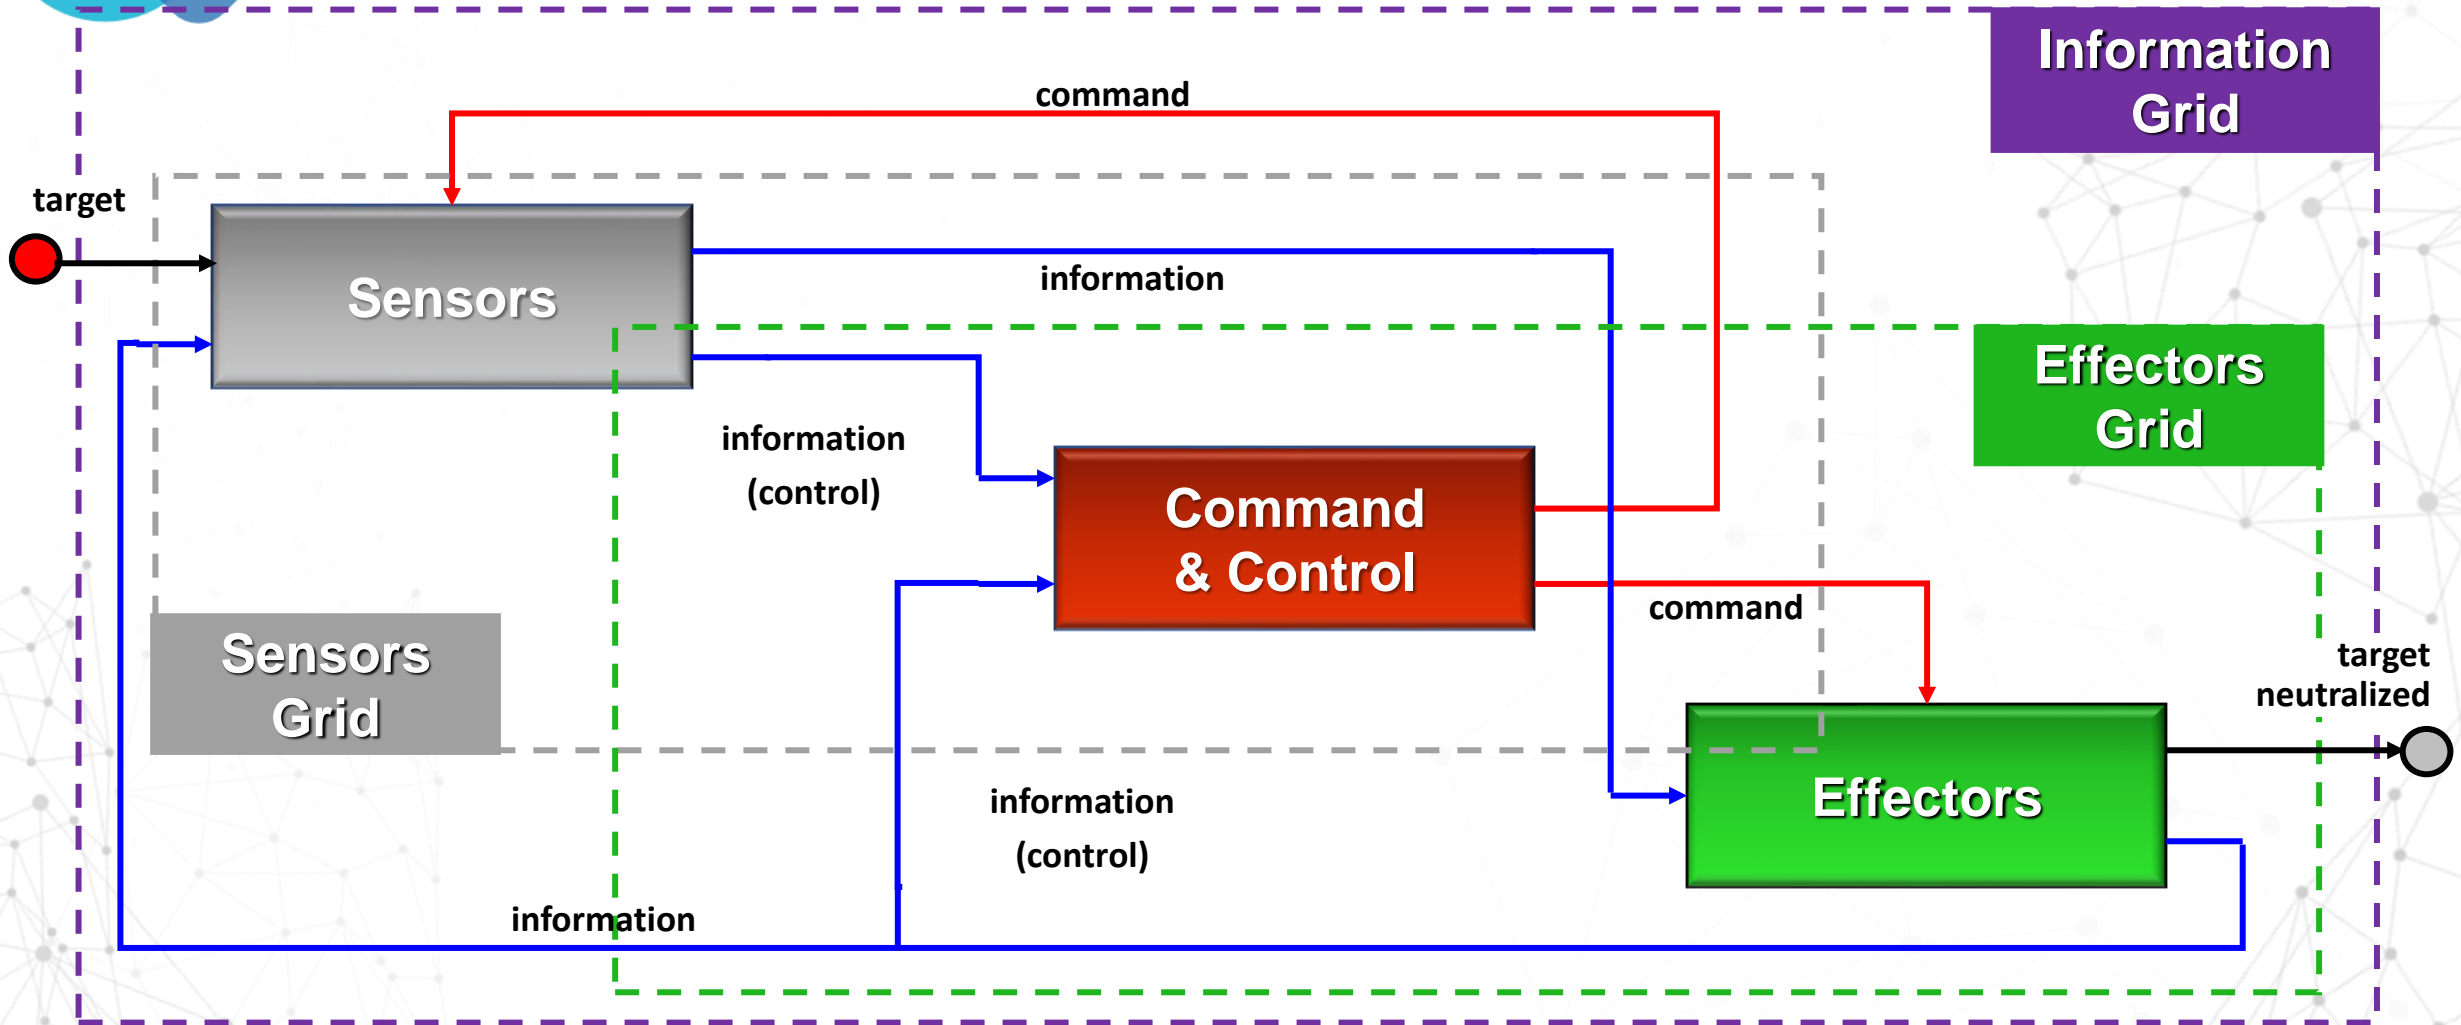 Information
Grid
command
target
Sensors
information
Effectors
Grid
information
(control)
Command
& Control
command
Sensors
Grid
target
neutralized
Effectors
information
(control)
information